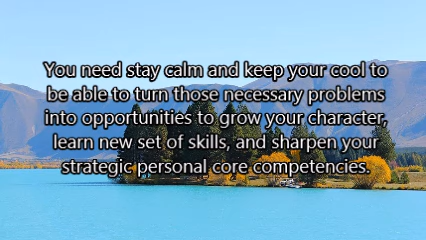 You need stay calm and keep your cool to
be able to turn those necessary problems
into opportunities to grow your character,
learn new set of skills, and sharpen your
strategic personal core competencies.